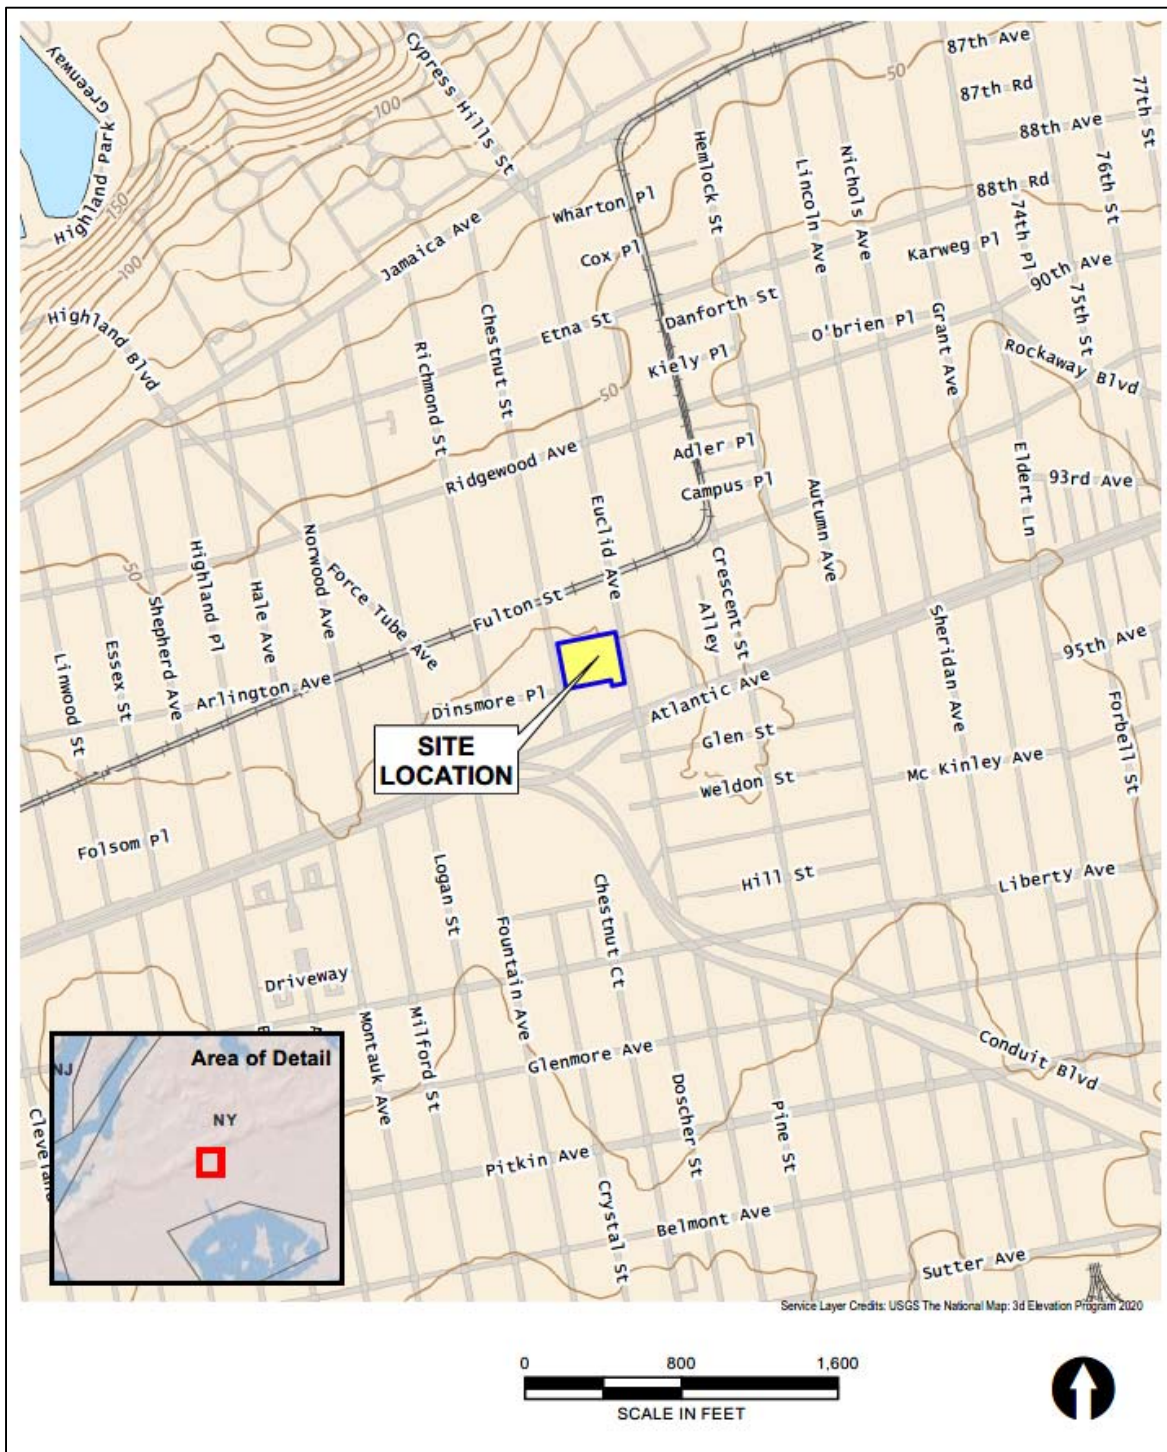 87th Ave
Cypress Hills St
Highland Park Greenway
50
77th St
87th Rd
100
88th Ave
Hemlock St
Nichols Ave
Lincoln Ave
76th St
88th Rd
150
Wharton Pl
74th Pl
Jamaica Ave
Cox Pl
Karweg Pl
100
90th Ave
75th St
Danforth St
Highland Blvd
Chestnut St
Etna St
O'brien Pl
Grant Ave
Richmond St
Kiely Pl
Rockaway Blvd
50
Adler Pl
Ridgewood Ave
Eldert Ln
Campus Pl
93rd Ave
Autumn Ave
Euclid Ave
Norwood Ave
Force Tube Ave
Highland Pl
Crescent St
50
Hale Ave
Shepherd Ave
Fulton St
Alley
Sheridan Ave
95th Ave
Essex St
Linwood St
Arlington Ave
Dinsmore Pl
Atlantic Ave
Forbell St
SITE
LOCATION
Glen St
Mc Kinley Ave
Weldon St
Folsom Pl
Logan St
Hill St
Liberty Ave
Chestnut Ct
Fountain Ave
Driveway
Milford St
Montauk Ave
Glenmore Ave
Conduit Blvd
Area of Detail
NJ
NY
Doscher St
Pine St
Pitkin Ave
Crystal St
Belmont Ave
Sutter Ave
Service Layer Credits: USGS The National Map: 3d Elevation Program 2020
0 800 1,600
SCALE IN FEET